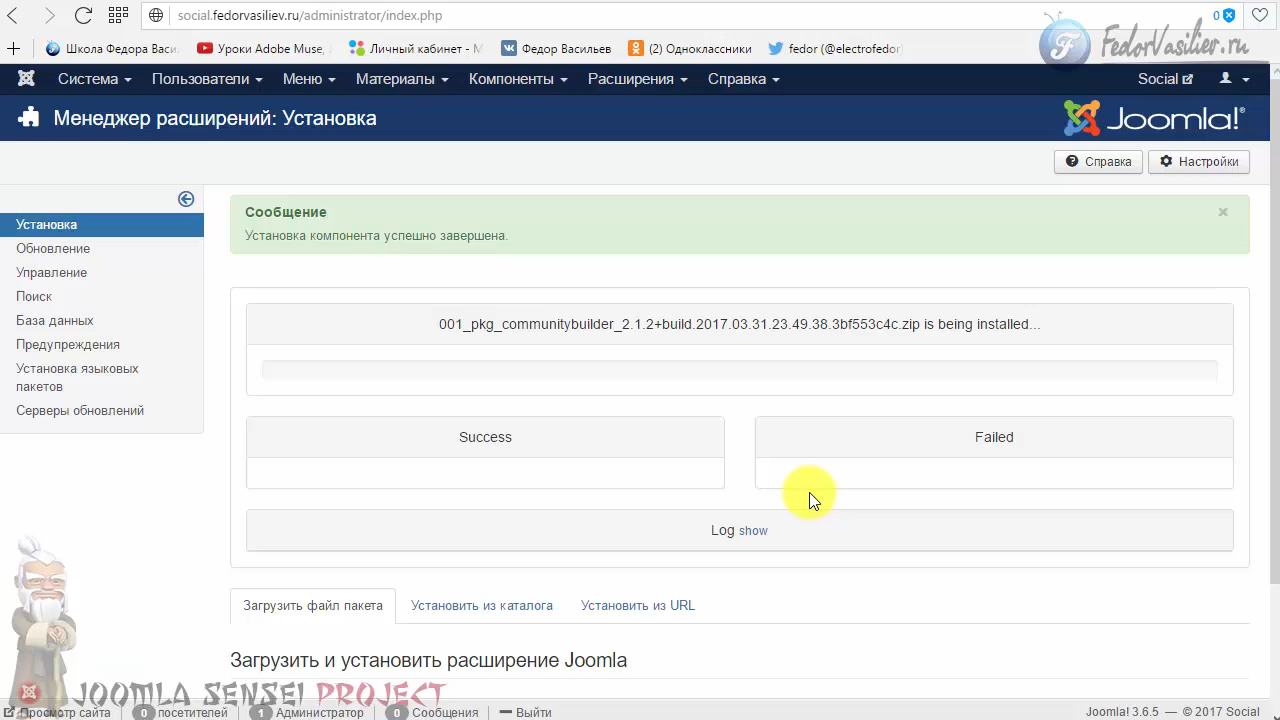 social.fedorvasiliev.ru/administrator/index.php
0
Школа Федора Васи
Уроки Adobe Muse,
Личный кабинет - М
Федор Васильев
(2) Одноклассники
fedor (@electrofedor
FedorVasiliev.ru
Система
Пользователи
Меню
Материалы
Компоненты
Расширения
Справка
Social
Менеджер расширений: Установка
Joomla!®
Справка
Настройки
Установка
Обновление
Управление
Поиск
База данных
Предупреждения
Установка языковых
пакетов
Серверы обновлений
Сообщение
×
Установка компонента успешно завершена.
001_pkg_communitybuilder_2.1.2+build.2017.03.31.23.49.38.3bf553c4c.zip is being installed...
Success
Failed
Log show
Загрузить файл пакета
Установить из каталога
Установить из URL
Загрузить и установить расширение Joomla
JOOMLA SENSEI PROJECT
Просмотр сайта
0 посетителей
1 Администратор
0 Сообщения
Выйти
Joomla! 3.6.5 — © 2017 Social